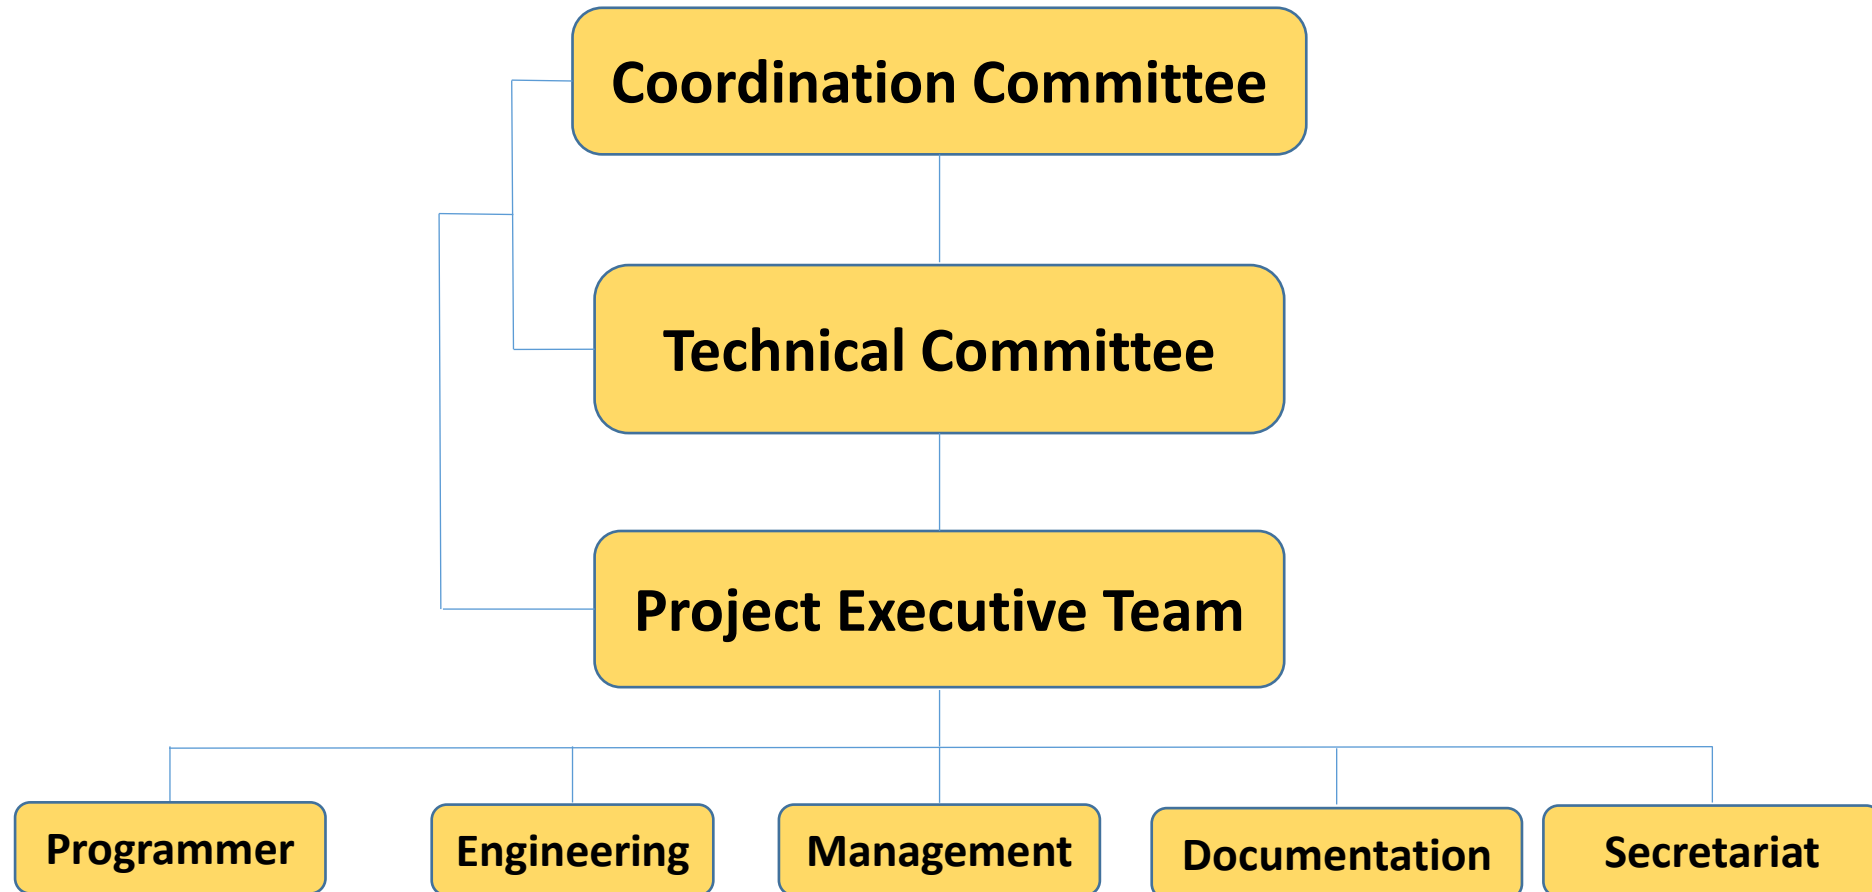 Coordination Committee
Technical Committee
Project Executive Team
Programmer
Engineering
Management
Documentation
Secretariat